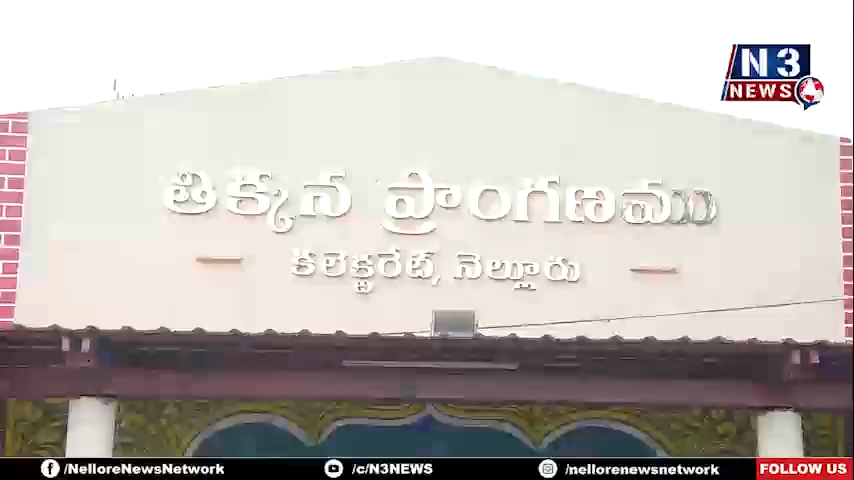 N3
NEWS
తిక్కన ప్రాంగణము
కలెక్టరేట్, నెల్లూరు
/NelloreNewsNetwork /c/N3NEWS /nellorenewsnetwork FOLLOW US